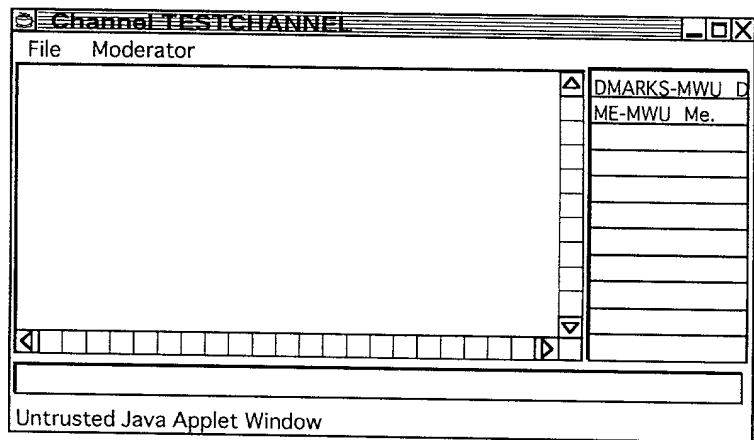 Channel TESTCHANNEL
File Moderator
DMARKS-MWU D
ME-MWU Me.
Untrusted Java Applet Window